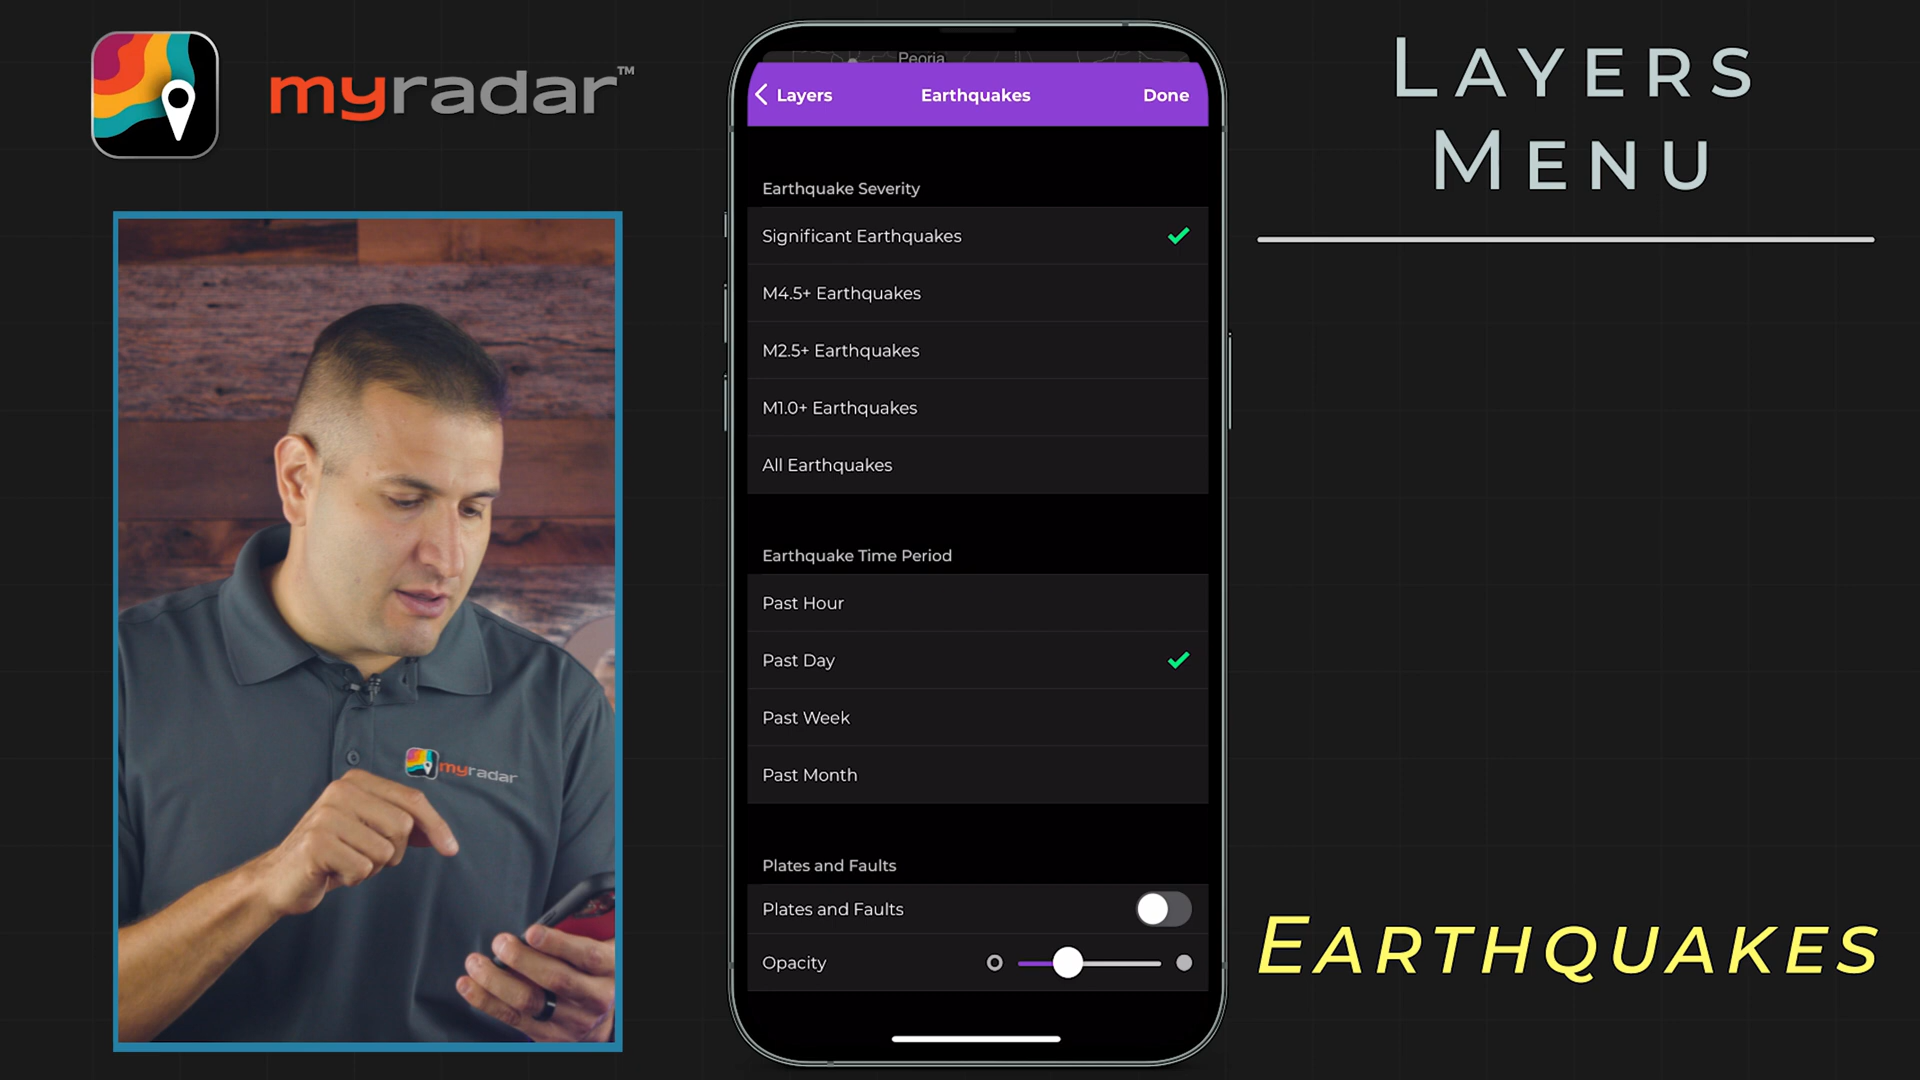 myradar™
Peoria
Layers
Earthquakes
Done
Earthquake Severity
Significant Earthquakes
M4.5+ Earthquakes
M2.5+ Earthquakes
M1.0+ Earthquakes
All Earthquakes
Earthquake Time Period
Past Hour
Past Day
Past Week
Past Month
Plates and Faults
Plates and Faults
Opacity
myradar
LAYERS
MENU
EARTHQUAKES